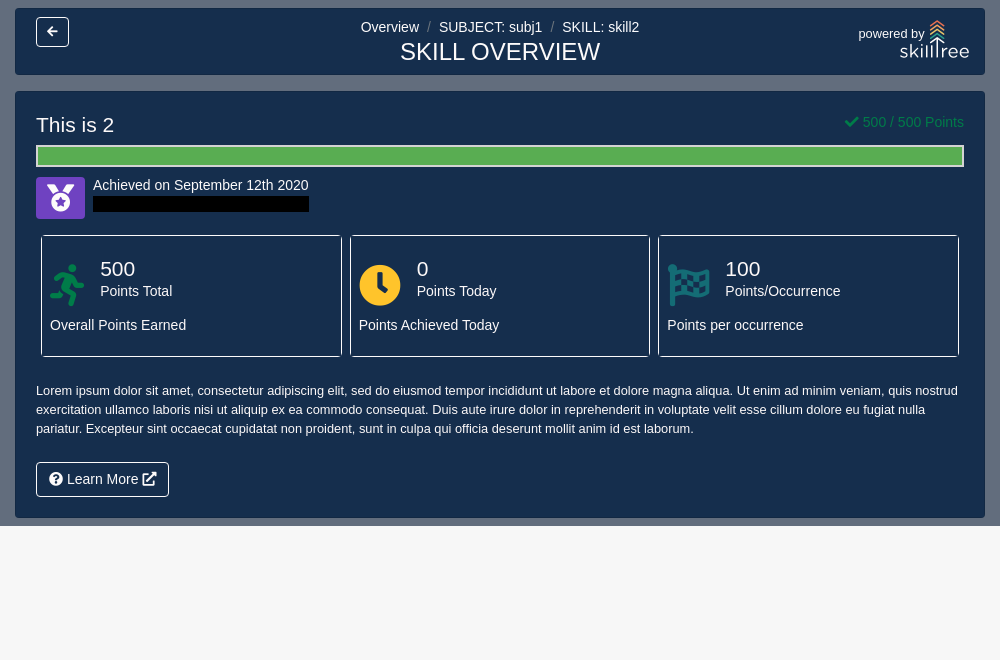 Overview / SUBJECT: subj1 / SKILL: skill2
SKILL OVERVIEW
powered by
skilltree
This is 2
500 / 500 Points
Achieved on September 12th 2020
500
Points Total
Overall Points Earned
0
Points Today
Points Achieved Today
100
Points/Occurrence
Points per occurrence
Lorem ipsum dolor sit amet, consectetur adipiscing elit, sed do eiusmod tempor incididunt ut labore et dolore magna aliqua. Ut enim ad minim veniam, quis nostrud
exercitation ullamco laboris nisi ut aliquip ex ea commodo consequat. Duis aute irure dolor in reprehenderit in voluptate velit esse cillum dolore eu fugiat nulla
pariatur. Excepteur sint occaecat cupidatat non proident, sunt in culpa qui officia deserunt mollit anim id est laborum.
Learn More